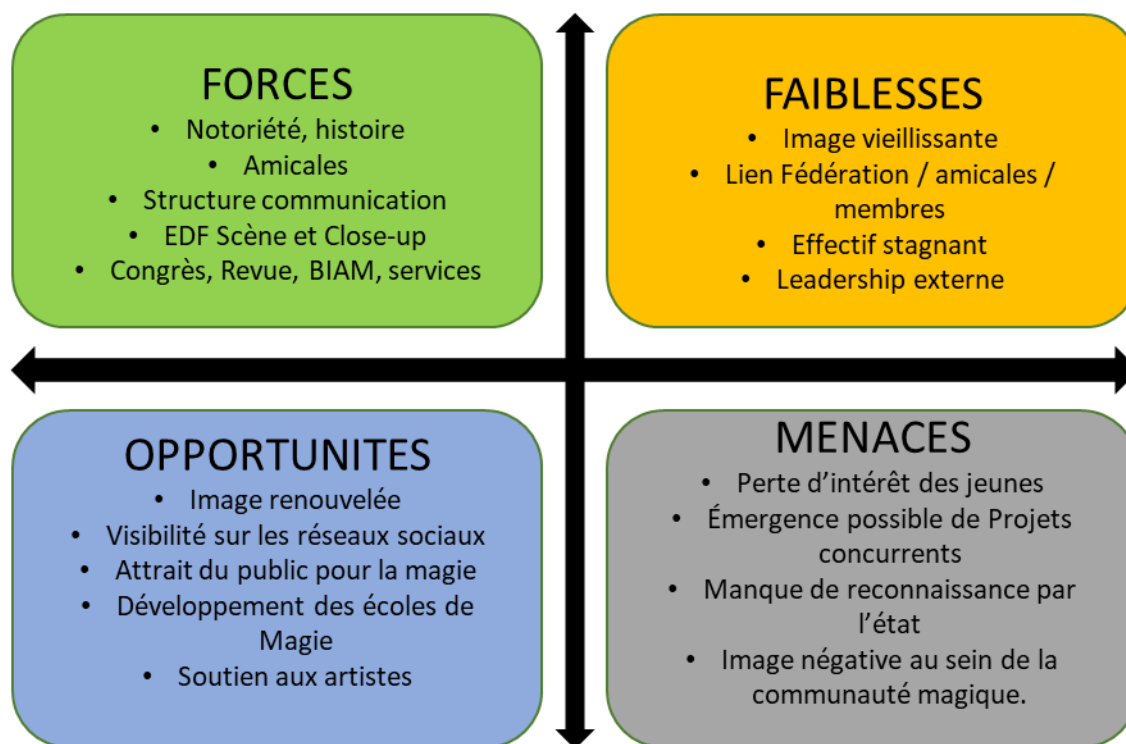 FORCES
• Notoriété, histoire
• Amicales
• Structure communication
• EDF Scène et Close-up
• Congrès, Revue, BIAM, services
FAIBLESSES
• Image vieillissante
• Lien Fédération / amicales /
membres
• Effectif stagnant
• Leadership externe
OPPORTUNITES
• Image renouvelée
• Visibilité sur les réseaux sociaux
• Attrait du public pour la magie
• Développement des écoles de
Magie
• Soutien aux artistes
MENACES
• Perte d’intérêt des jeunes
• Émergence possible de Projets
concurrents
• Manque de reconnaissance par
l’état
• Image négative au sein de la
communauté magique.